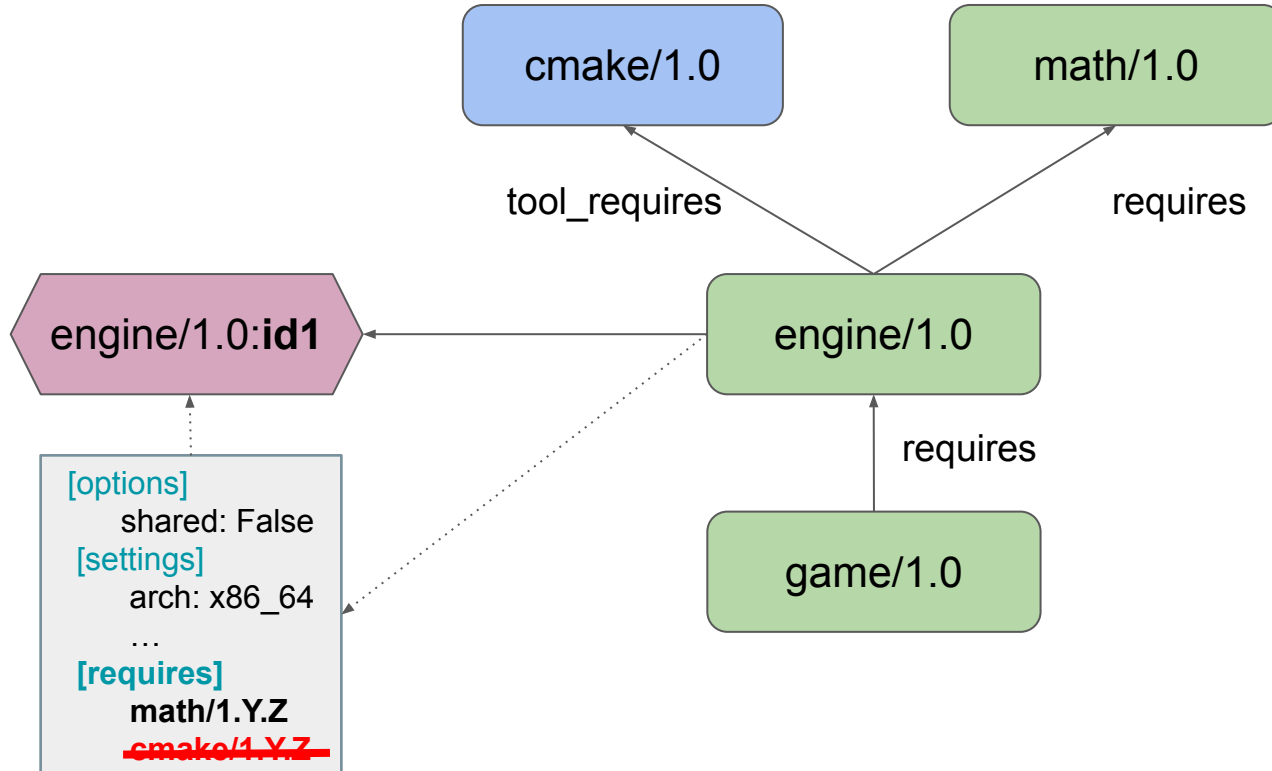 cmake/1.0
math/1.0
tool_requires
requires
engine/1.0:id1
engine/1.0
requires
game/1.0
[options]
shared: False
[settings]
arch: x86_64
…
[requires]
math/1.Y.Z
cmake/1.Y.Z